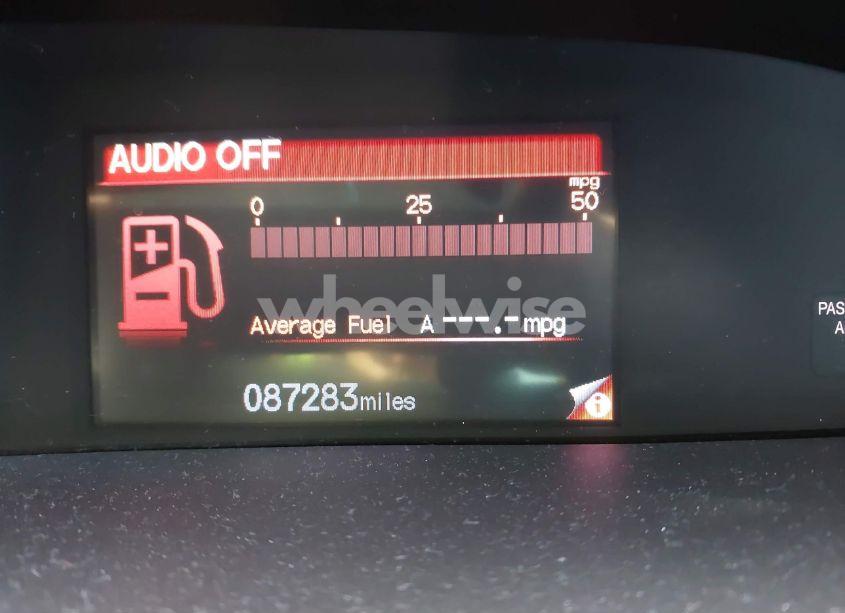 AUDIO OFF
mpg
0 25 50
wheelwise
Average Fuel A ---.- mpg
087283miles
i
PAS
A